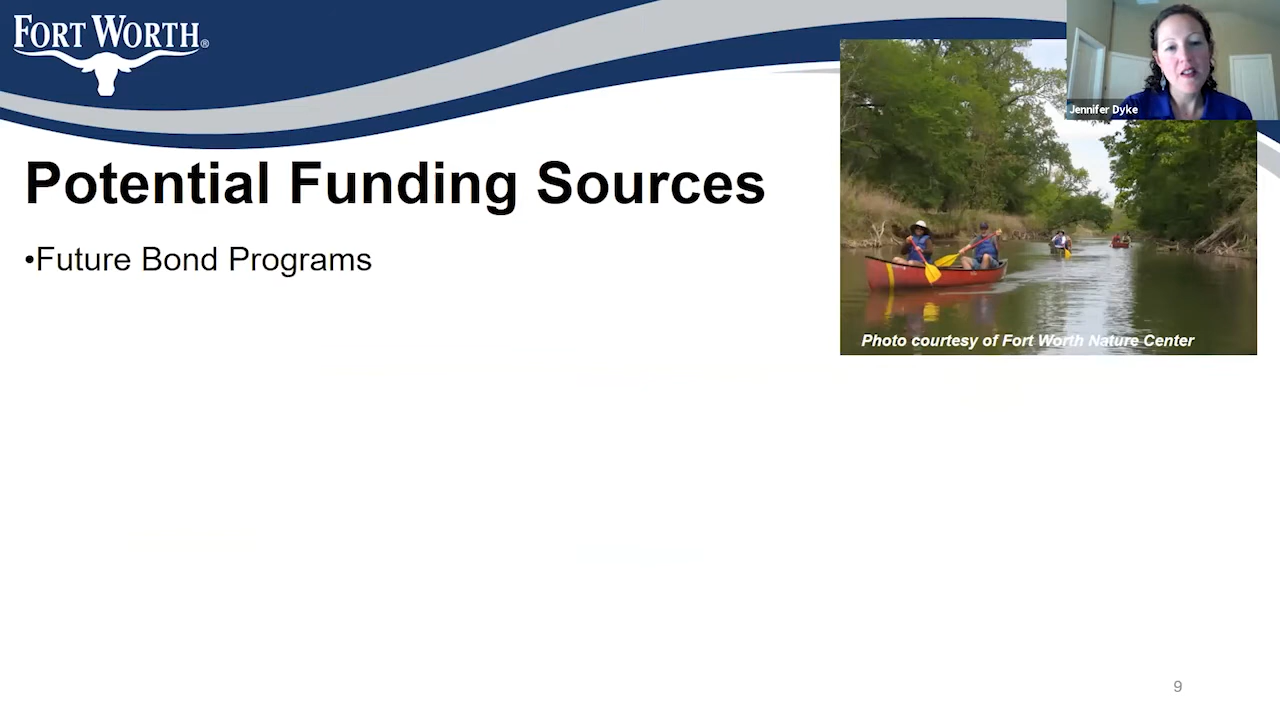 FORT WORTH®
Jennifer Dyke
Potential Funding Sources
•Future Bond Programs
Photo courtesy of Fort Worth Nature Center
9